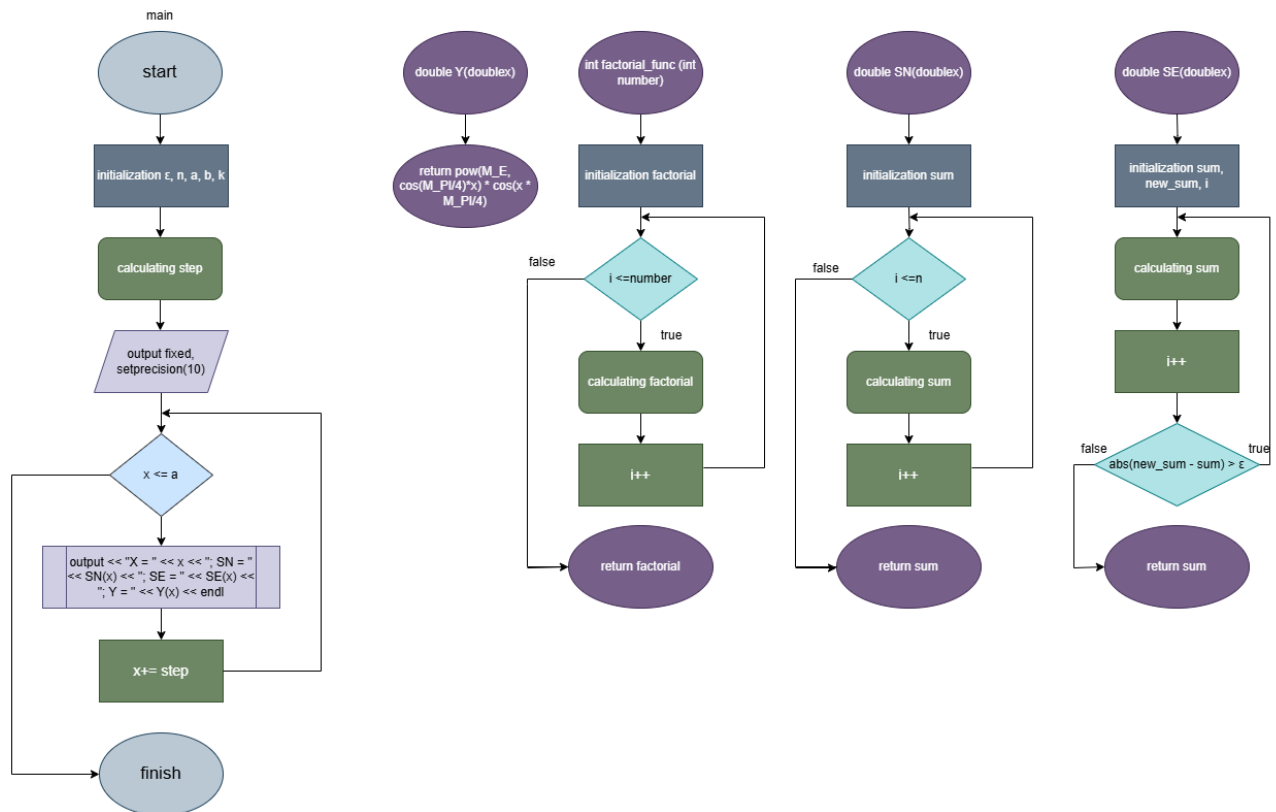 main
start
initialization ε, n, a, b, k
calculating step
output fixed,
setprecision(10)
x <= a
output << "X = " << x << "; SN = "
<< SN(x) << "; SE = " << SE(x) <<
"; Y = " << Y(x) << endl
x+= step
finish
double Y(doublex)
return pow(M_E,
cos(M_PI/4)*x) * cos(x *
M_PI/4)
int factorial_func (int
number)
initialization factorial
false
i <=number
true
calculating factorial
i++
return factorial
double SN(doublex)
initialization sum
false
i <=n
true
calculating sum
i++
return sum
double SE(doublex)
initialization sum,
new_sum, i
calculating sum
i++
false
true
abs(new_sum - sum) > ε
return sum